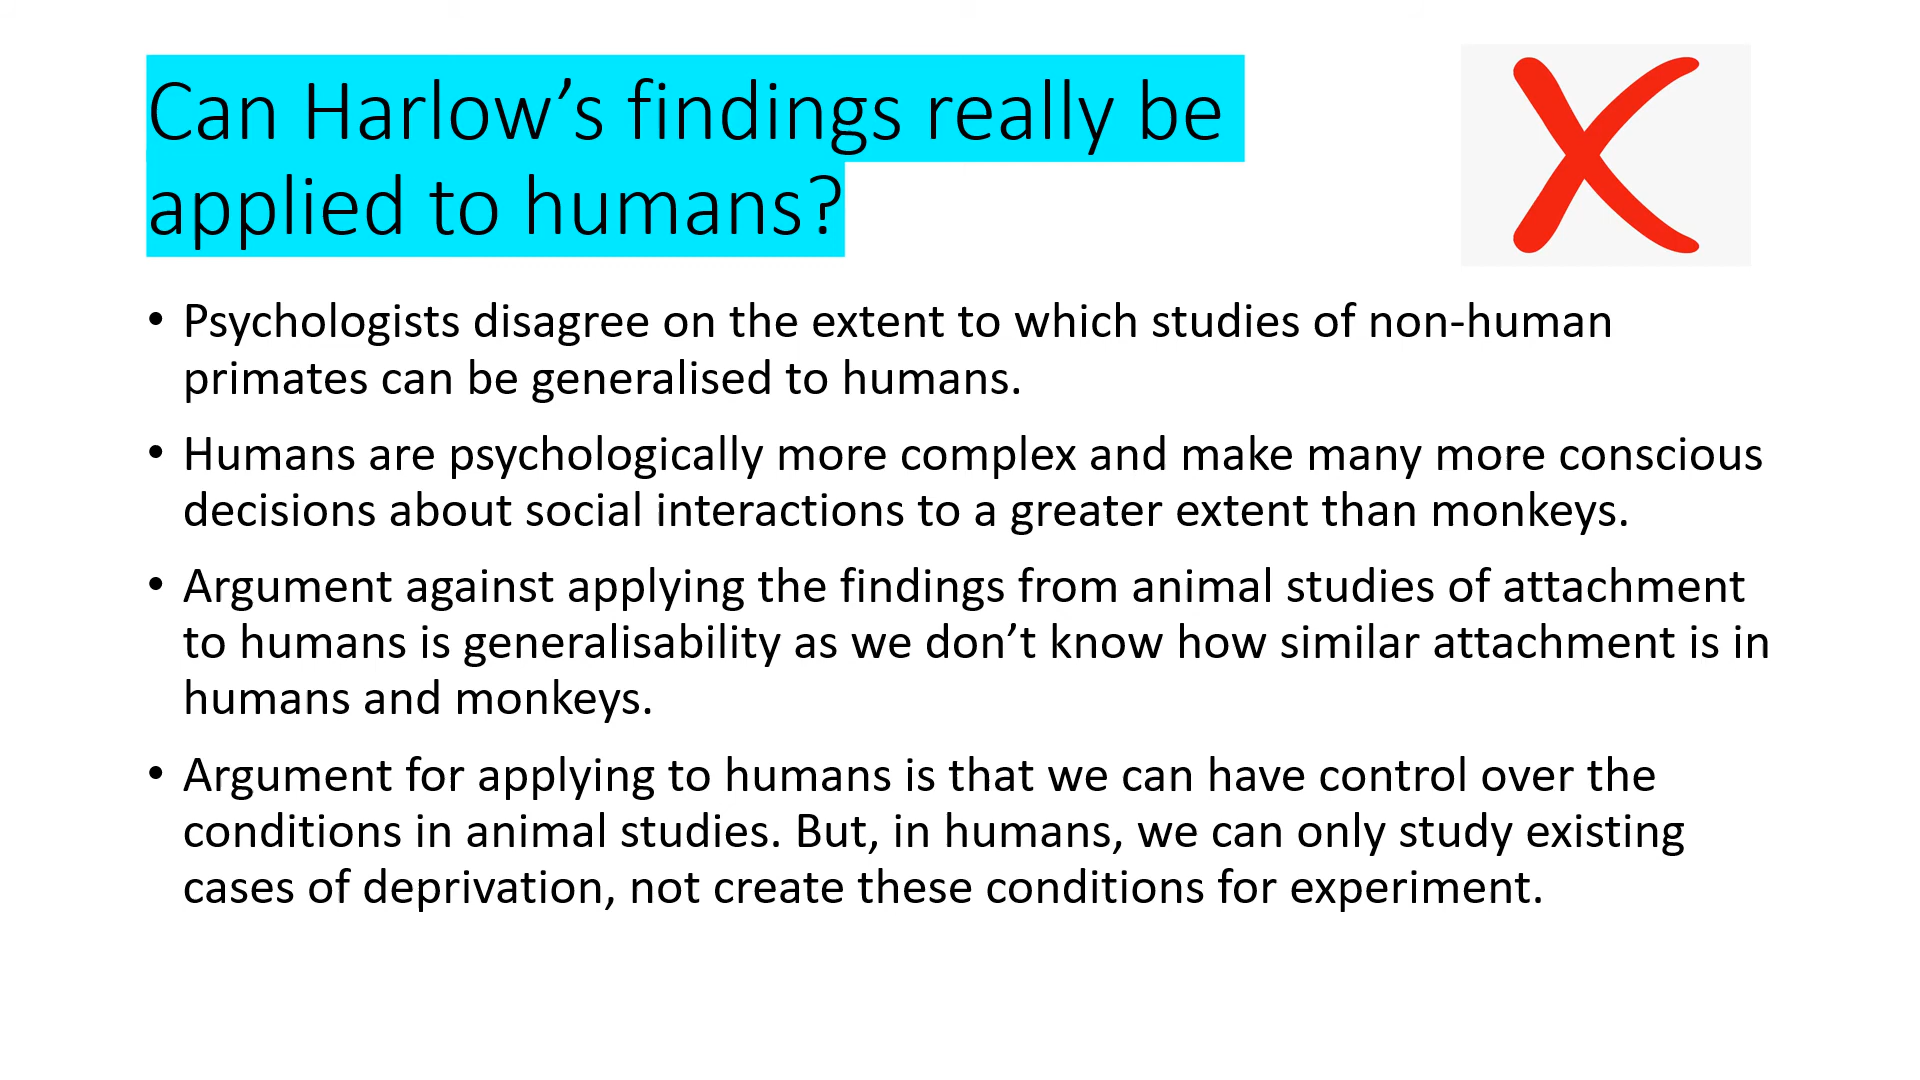 Can Harlow’s findings really be
applied to humans?
• Psychologists disagree on the extent to which studies of non-human
primates can be generalised to humans.
• Humans are psychologically more complex and make many more conscious
decisions about social interactions to a greater extent than monkeys.
• Argument against applying the findings from animal studies of attachment
to humans is generalisability as we don’t know how similar attachment is in
humans and monkeys.
• Argument for applying to humans is that we can have control over the
conditions in animal studies. But, in humans, we can only study existing
cases of deprivation, not create these conditions for experiment.